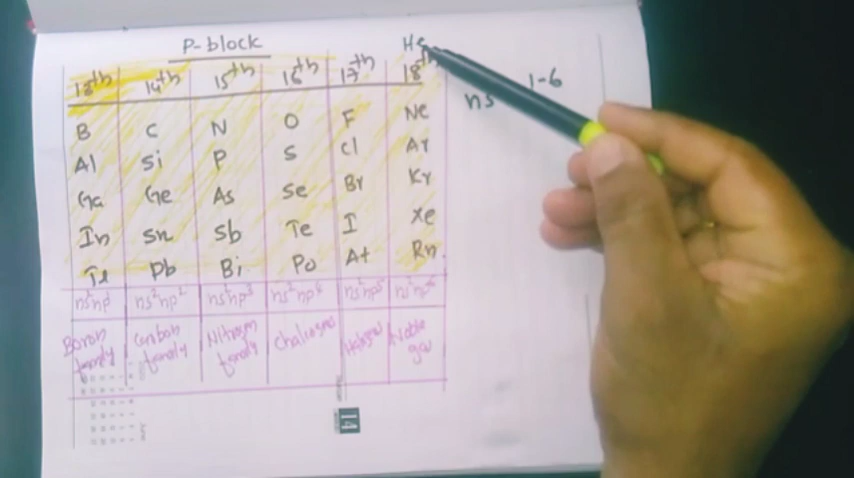 P-block
He
13th 14th 15th 16th 17th 18th
ns 1-6
B C N O F Ne
Al Si P S Cl Ar
Ga Ge As Se Br Kr
In Sn Sb Te I Xe
Tl Pb Bi Po At Rn
ns²np¹ ns²np² ns²np³ ns²np⁴ ns²np⁵ ns²np⁶
Boron family Carbon family Nitrogen family Halogen Noble gas
14